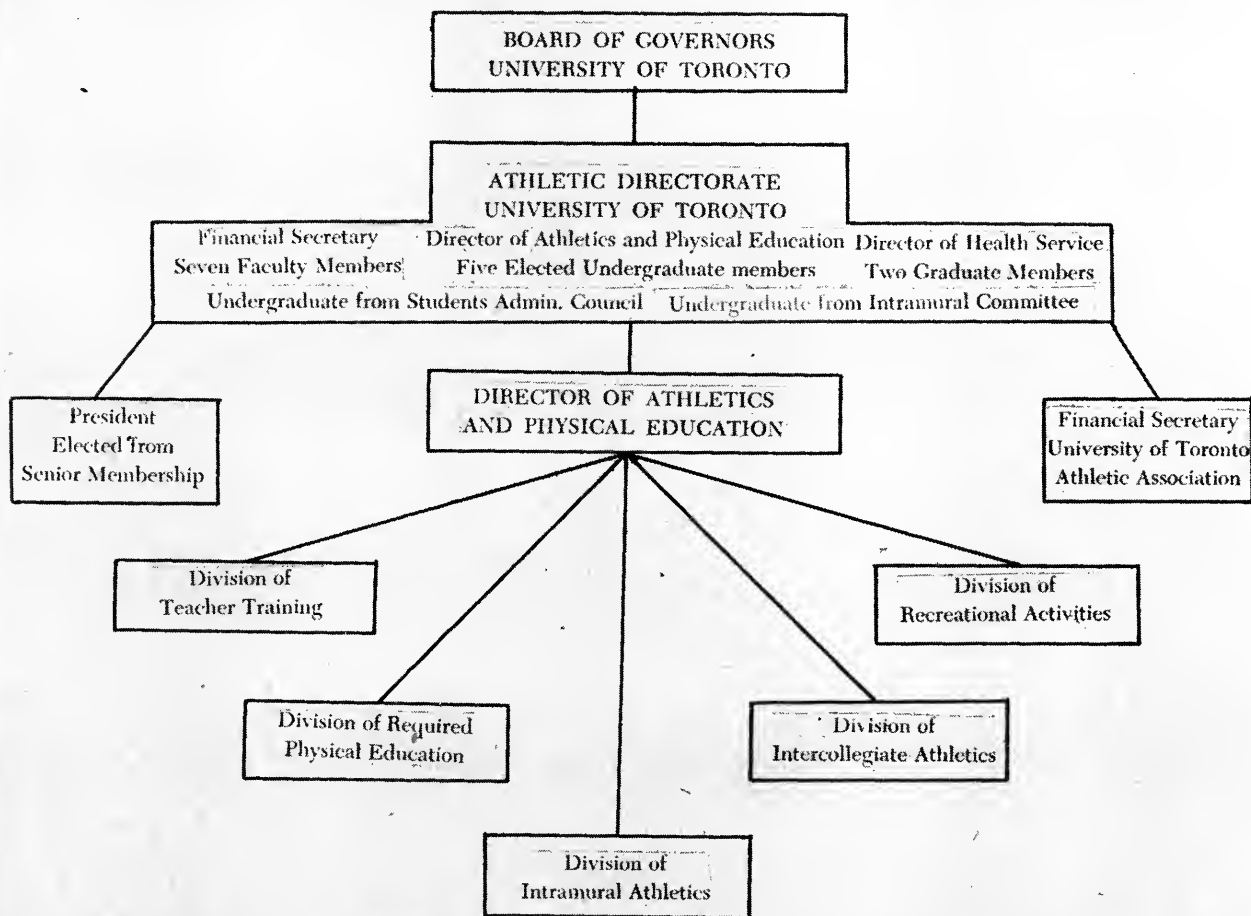 BOARD OF GOVERNORS
UNIVERSITY OF TORONTO
ATHLETIC DIRECTORATE
UNIVERSITY OF TORONTO
Financial Secretary Director of Athletics and Physical Education Director of Health Service
Seven Faculty Members Five Elected Undergraduate members Two Graduate Members
Undergraduate from Students Admin. Council Undergraduate from Intramural Committee
President
Elected from
Senior Membership
DIRECTOR OF ATHLETICS
AND PHYSICAL EDUCATION
Financial Secretary
University of Toronto
Athletic Association
Division of
Teacher Training
Division of
Recreational Activities
Division of Required
Physical Education
Division of
Intercollegiate Athletics
Division of
Intramural Athletics